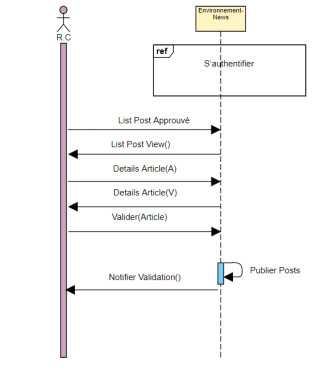 Environnement-
News
R.C
ref
S'authentifier
List Post Approuvé
List Post View()
Details Article(A)
Details Article(V)
Valider(Article)
Publier Posts
Notifier Validation()